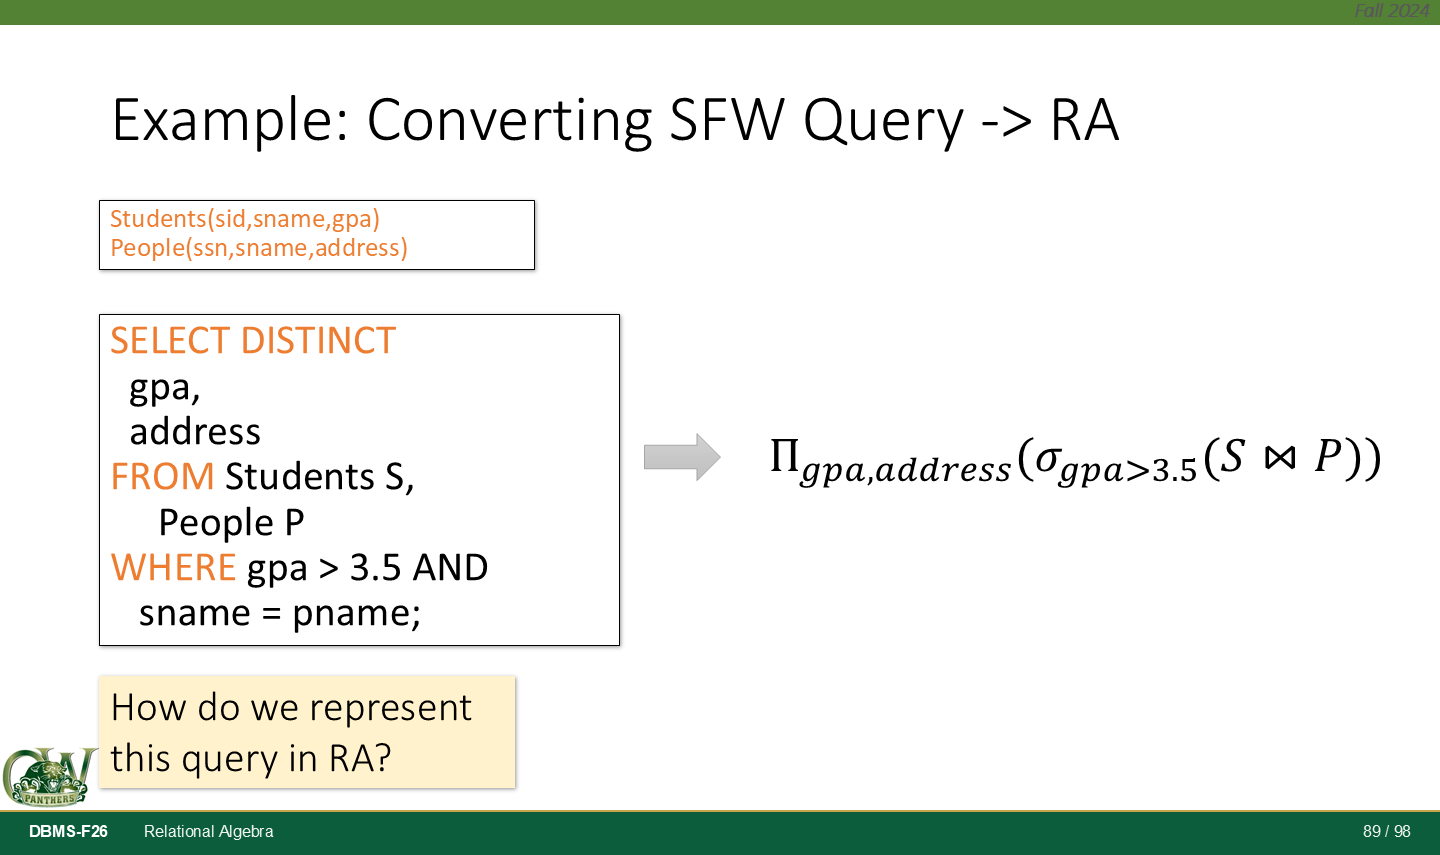 Fall 2024
Example: Converting SFW Query -> RA
Students(sid,sname,gpa)
People(ssn,sname,address)
SELECT DISTINCT
gpa,
address
FROM Students S,
People P
WHERE gpa > 3.5 AND
sname = pname;
Π_{gpa,address}(σ_{gpa>3.5}(S ⋈ P))
How do we represent
this query in RA?
PANTHERS
DBMS-F26 Relational Algebra 89 / 98